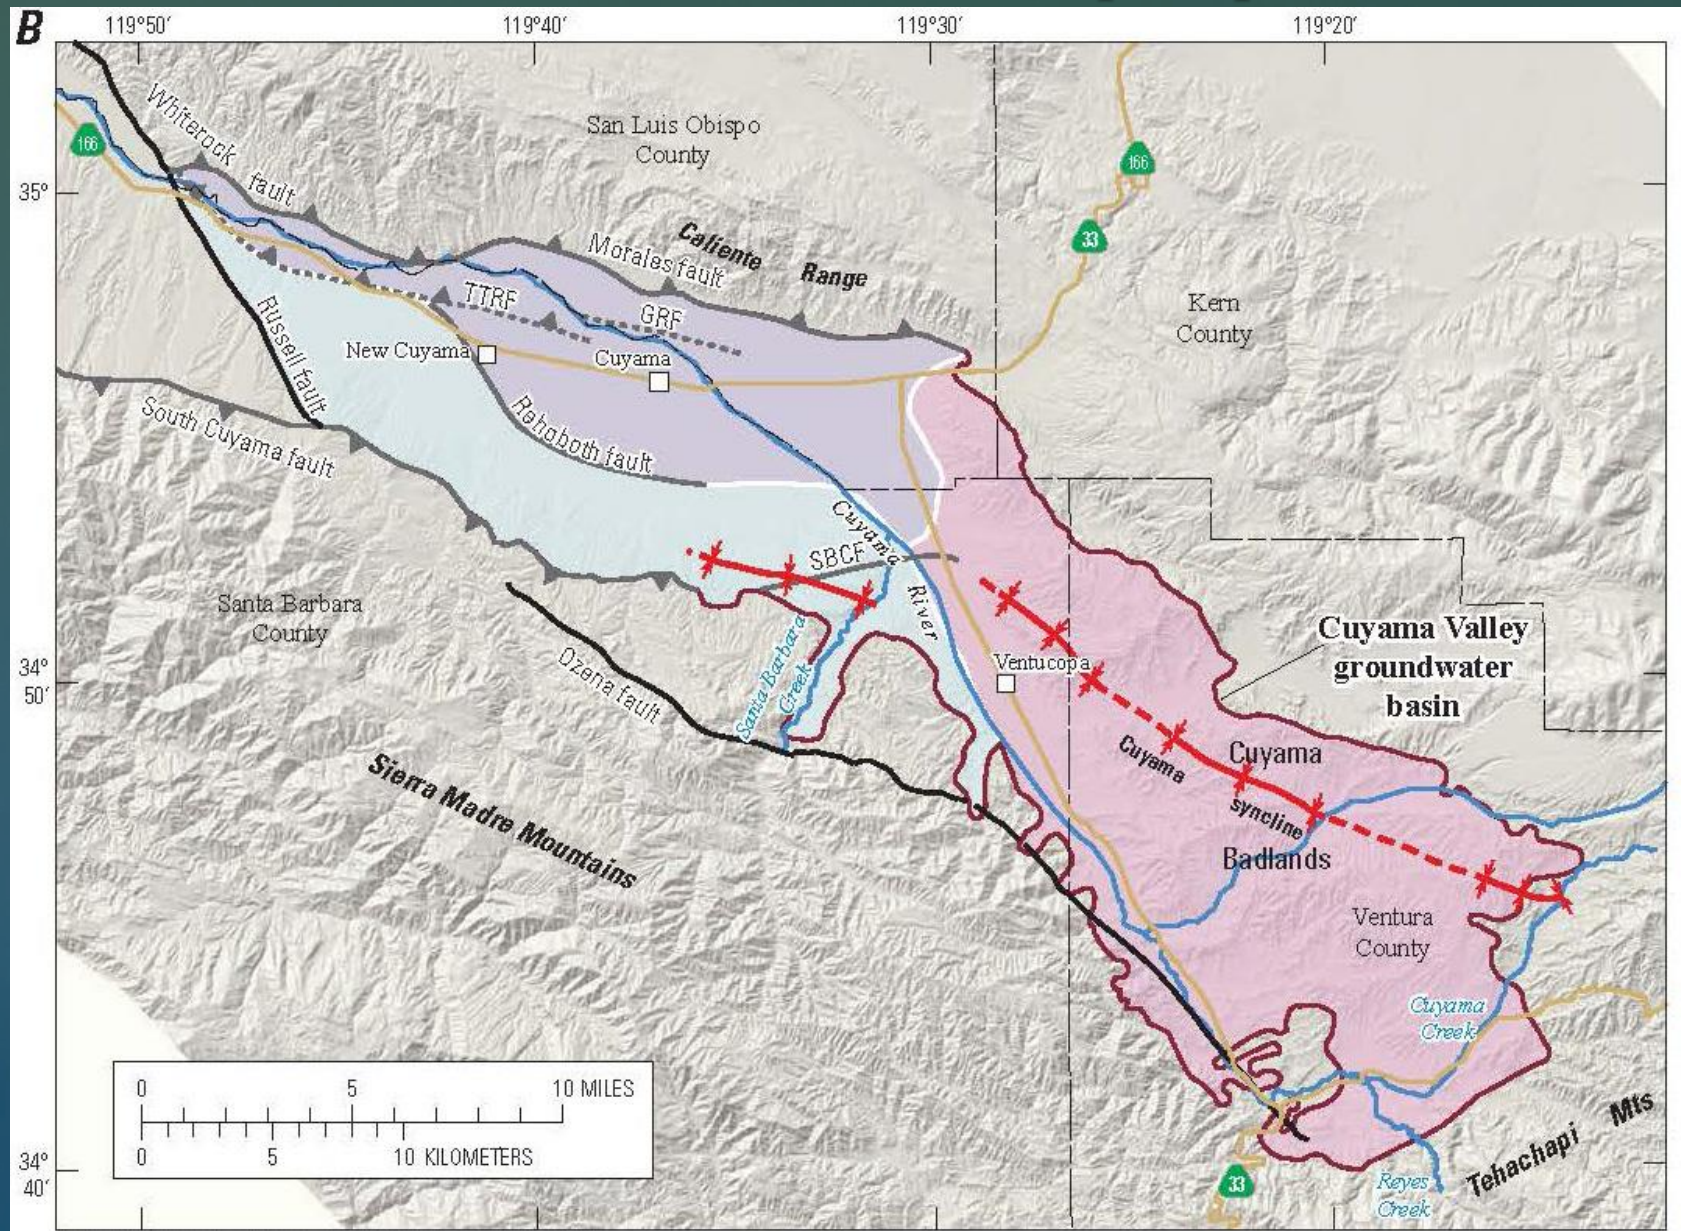 B
119°50'
119°40'
119°30'
119°20'
166
Whiterock
fault
San Luis Obispo
County
166
33
35°
Caliente Range
Morales fault
TTRF
GRF
Kern
County
Russell fault
New Cuyama
Cuyama
South Cuyama fault
Rehoboth fault
Cuyama
River
SBCF
Santa Barbara
County
Cuyama Valley
groundwater
basin
Ventucopa
34°
50'
Ozena fault
Santa Barbara
Creek
Cuyama
syncline
Cuyama
Badlands
Sierra Madre Mountains
Ventura
County
Cuyama
Creek
0 5 10 MILES
0 5 10 KILOMETERS
Tehachapi Mts
34°
40'
33
Reyes
Creek